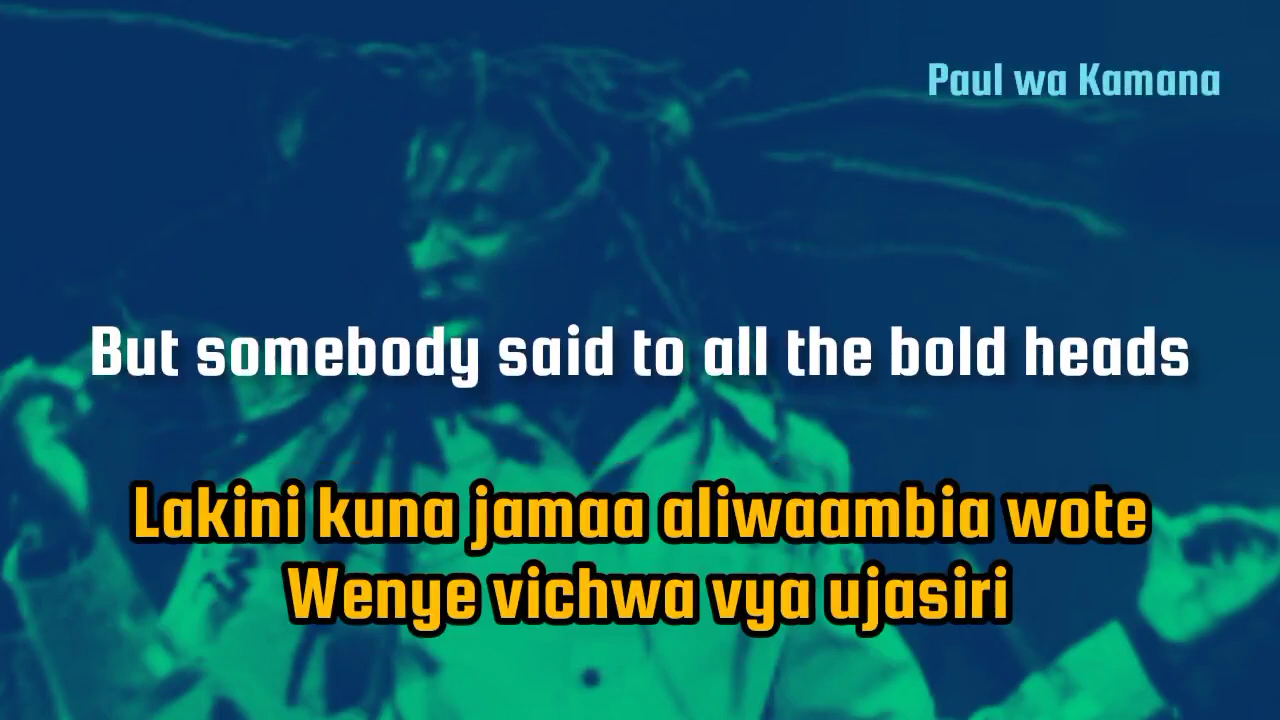 Paul wa Kamana
But somebody said to all the bold heads
Lakini kuna jamaa aliwaambia wote
Wenye vichwa vya ujasiri